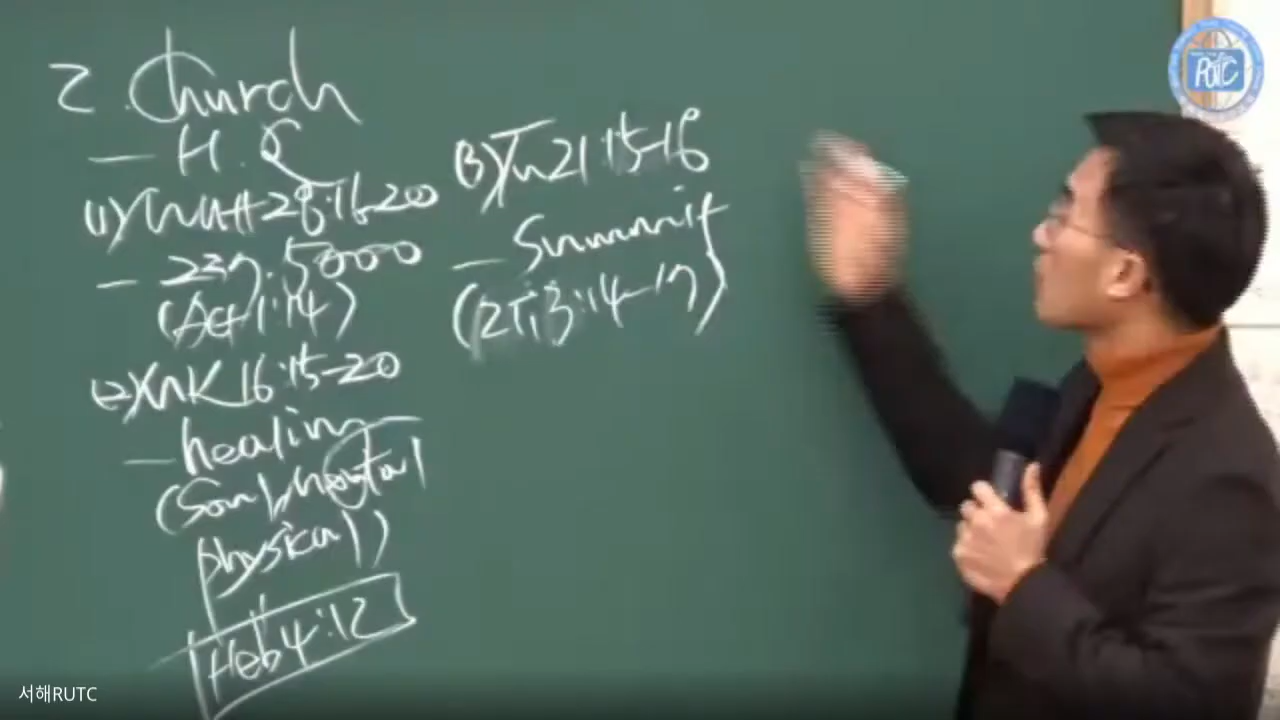 2. Church
— H.Q
(1) Matt 28:16-20
— 237. 5000
(Act 1:14)
(2) MK 16:15-20
— healing
(Soul, mental
physical)
Heb 4:12
(3) Jn 21:15-18
— Summit
(2Ti 3:14-17)
RUTC
서해RUTC